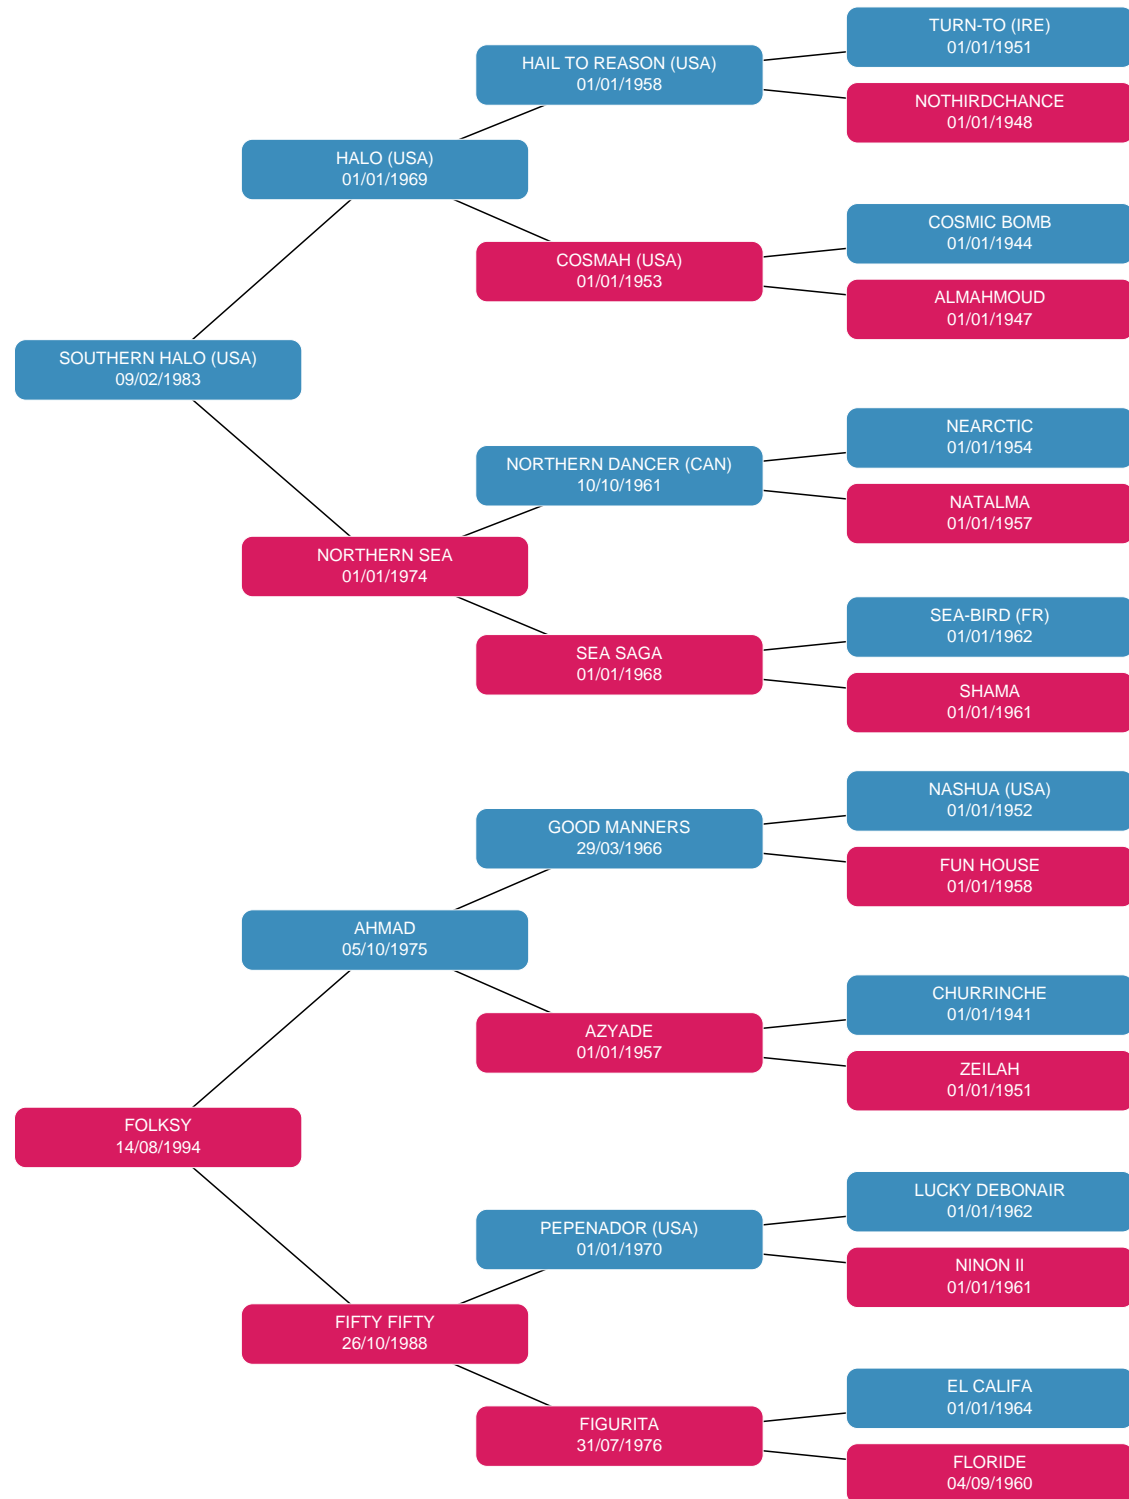 TURN-TO (IRE)
01/01/1951
HAIL TO REASON (USA)
01/01/1958
NOTHIRDCHANCE
01/01/1948
HALO (USA)
01/01/1969
COSMIC BOMB
01/01/1944
COSMAH (USA)
01/01/1953
ALMAHMOUD
01/01/1947
SOUTHERN HALO (USA)
09/02/1983
NEARCTIC
01/01/1954
NORTHERN DANCER (CAN)
10/10/1961
NATALMA
01/01/1957
NORTHERN SEA
01/01/1974
SEA-BIRD (FR)
01/01/1962
SEA SAGA
01/01/1968
SHAMA
01/01/1961
NASHUA (USA)
01/01/1952
GOOD MANNERS
29/03/1966
FUN HOUSE
01/01/1958
AHMAD
05/10/1975
CHURRINCHE
01/01/1941
AZYADE
01/01/1957
ZEILAH
01/01/1951
FOLKSY
14/08/1994
LUCKY DEBONAIR
01/01/1962
PEPENADOR (USA)
01/01/1970
NINON II
01/01/1961
FIFTY FIFTY
26/10/1988
EL CALIFA
01/01/1964
FIGURITA
31/07/1976
FLORIDE
04/09/1960